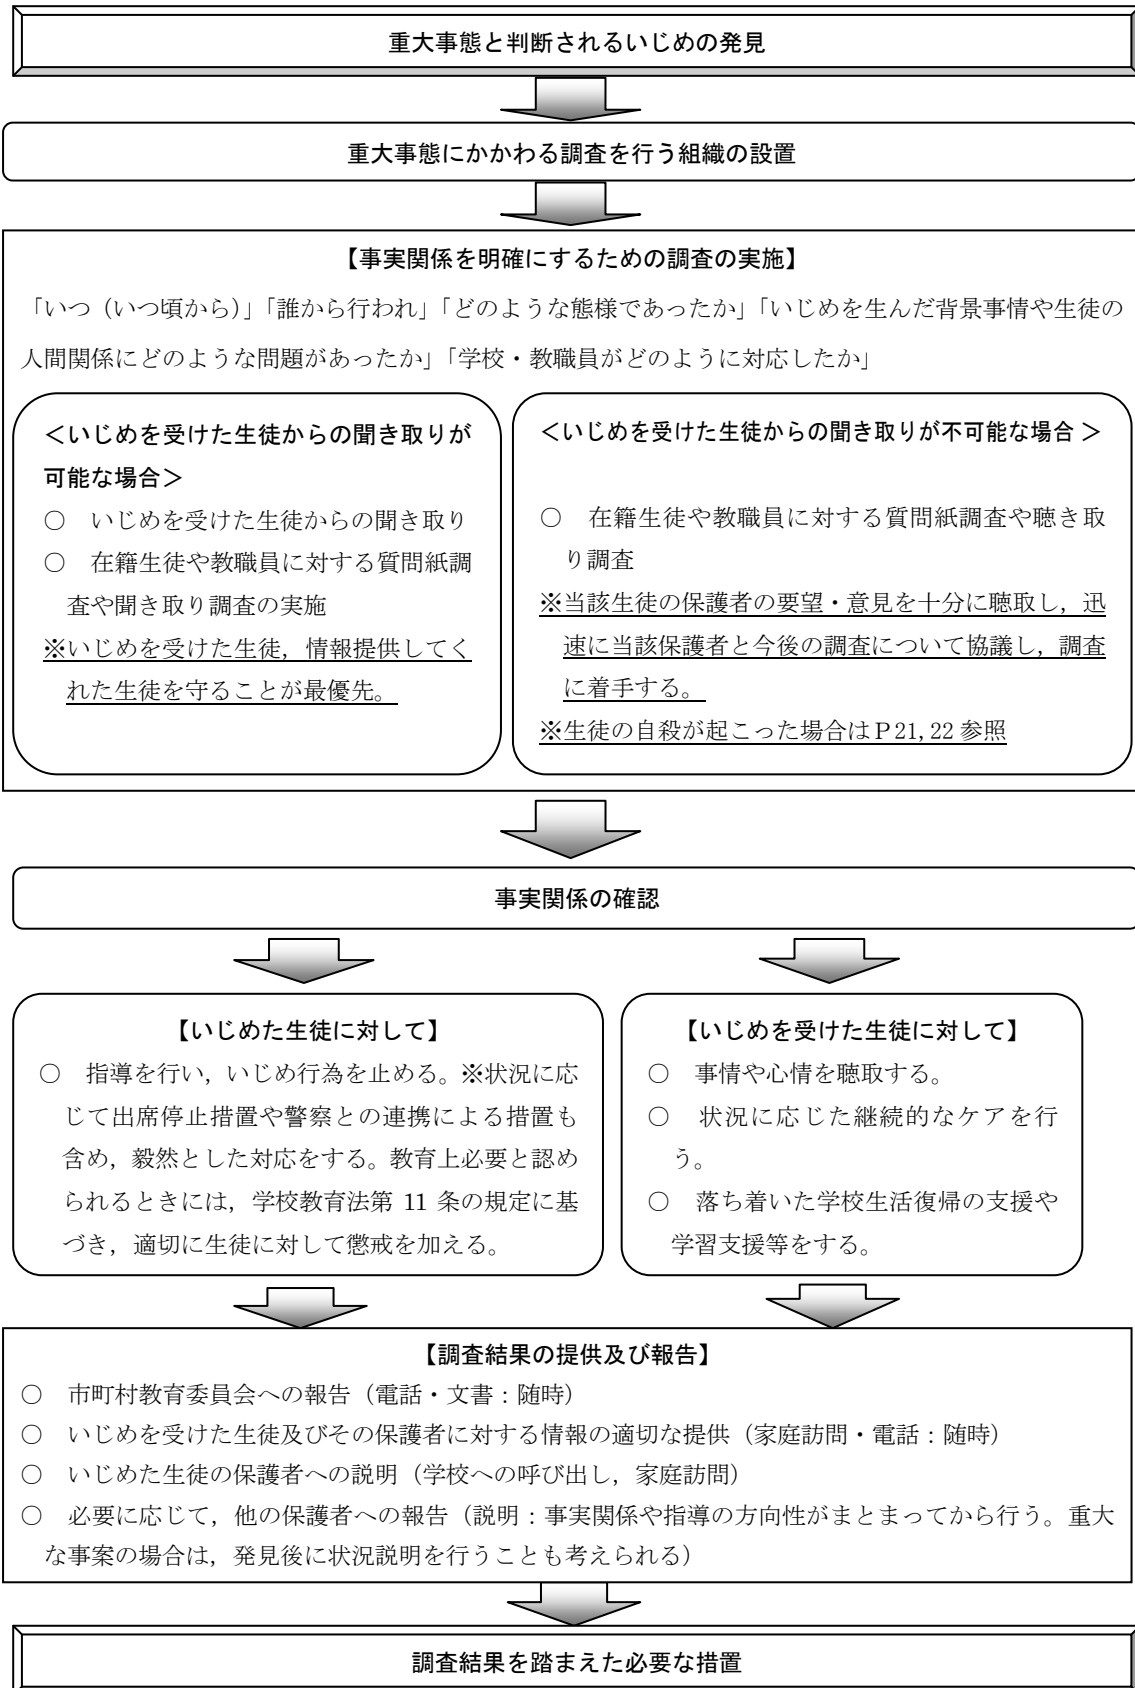 重大事態と判断されるいじめの発見
重大事態にかかわる調査を行う組織の設置
【事実関係を明確にするための調査の実施】
「いつ（いつ頃から）」「誰から行われ」「どのような態様であったか」「いじめを生んだ背景事情や生徒の
人間関係にどのような問題があったか」「学校・教職員がどのように対応したか」
＜いじめを受けた生徒からの聞き取りが
可能な場合＞
○　いじめを受けた生徒からの聞き取り
○　在籍生徒や教職員に対する質問紙調
査や聞き取り調査の実施
※いじめを受けた生徒，情報提供してく
れた生徒を守ることが最優先。
＜いじめを受けた生徒からの聞き取りが不可能な場合＞
○　在籍生徒や教職員に対する質問紙調査や聴き取
り調査
※当該生徒の保護者の要望・意見を十分に聴取し，迅
速に当該保護者と今後の調査について協議し，調査
に着手する。
※生徒の自殺が起こった場合はＰ21,22 参照
事実関係の確認
【いじめた生徒に対して】
○　指導を行い，いじめ行為を止める。※状況に応
じて出席停止措置や警察との連携による措置も
含め，毅然とした対応をする。教育上必要と認め
られるときには，学校教育法第 11 条の規定に基
づき，適切に生徒に対して懲戒を加える。
【いじめを受けた生徒に対して】
○　事情や心情を聴取する。
○　状況に応じた継続的なケアを行
う。
○　落ち着いた学校生活復帰の支援や
学習支援等をする。
【調査結果の提供及び報告】
○　市町村教育委員会への報告（電話・文書：随時）
○　いじめを受けた生徒及びその保護者に対する情報の適切な提供（家庭訪問・電話：随時）
○　いじめた生徒の保護者への説明（学校への呼び出し，家庭訪問）
○　必要に応じて，他の保護者への報告（説明：事実関係や指導の方向性がまとまってから行う。重大
な事案の場合は，発見後に状況説明を行うことも考えられる）
調査結果を踏まえた必要な措置